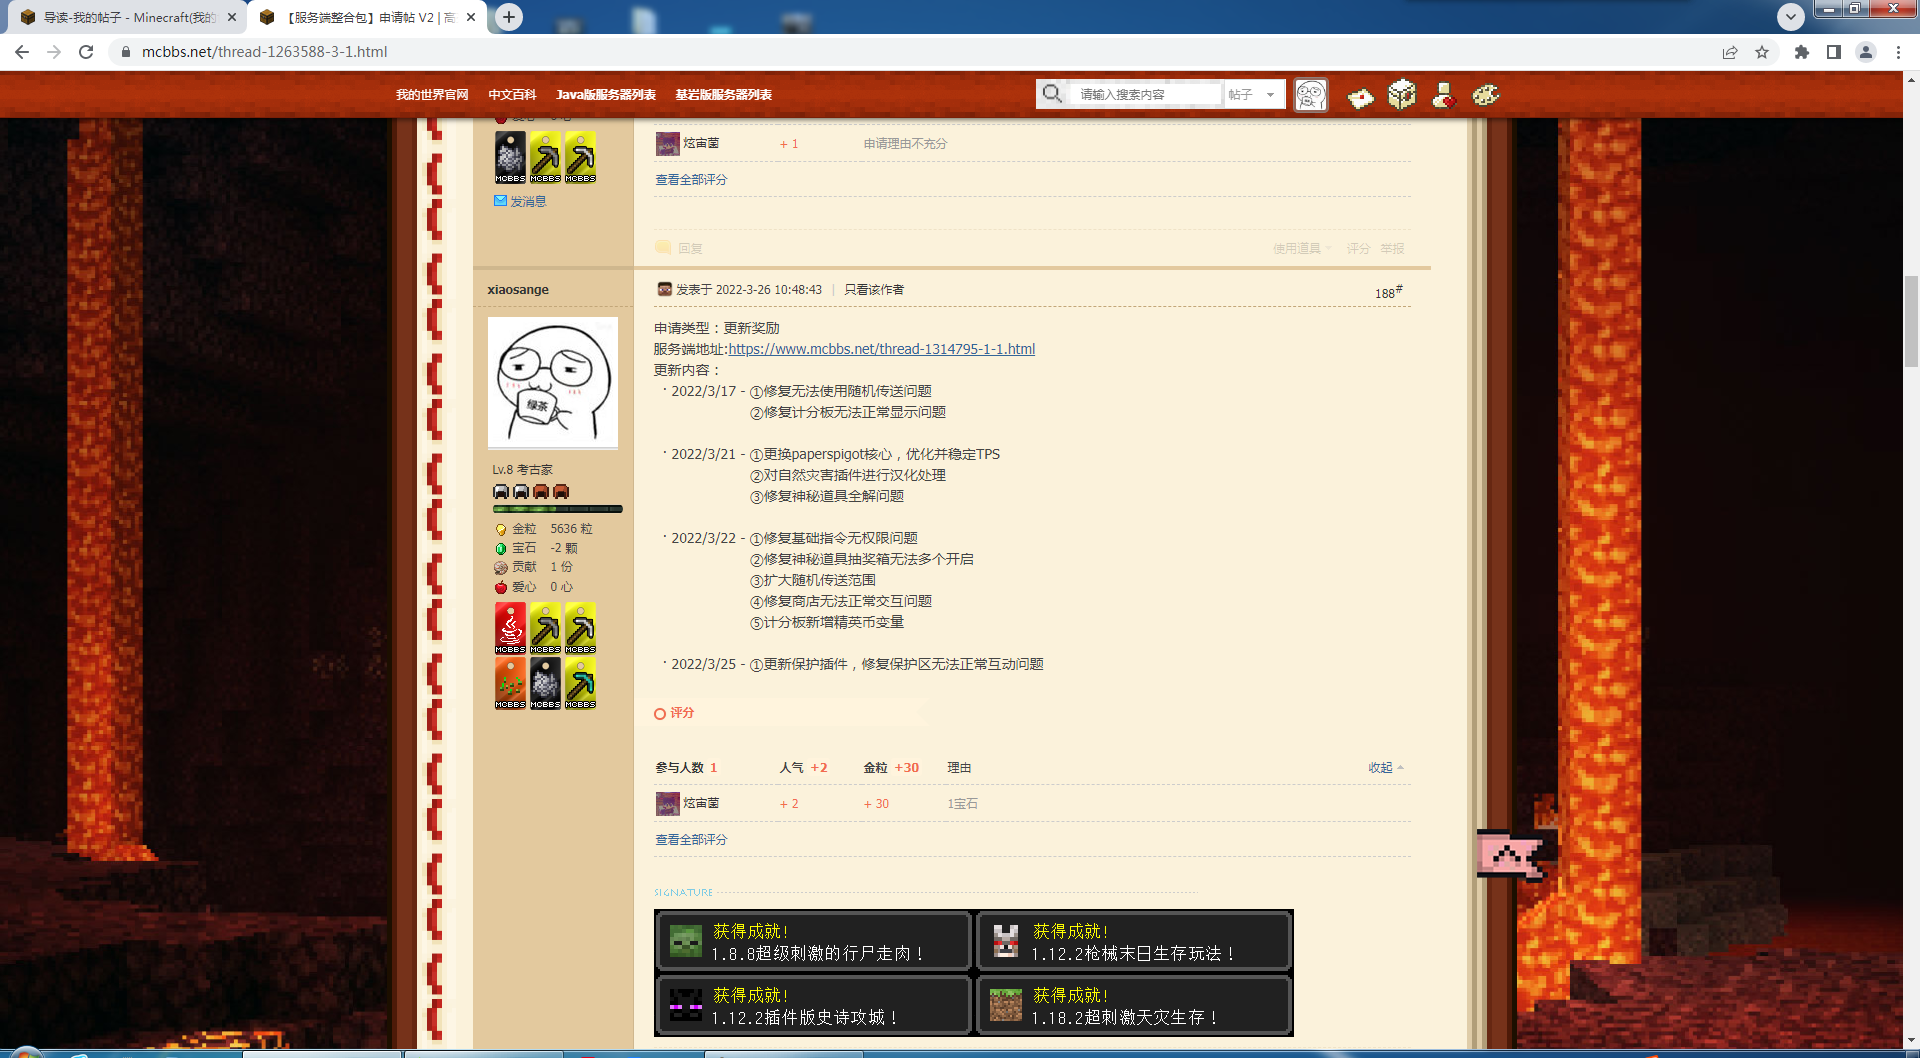 导读-我的帖子 - Minecraft(我的
【服务端整合包】申请帖 V2 | 高
mcbbs.net/thread-1263588-3-1.html
我的世界官网 中文百科 Java版服务器列表 基岩版服务器列表
请输入搜索内容 帖子
炫宙菌 + 1 申请理由不充分
MCBBS MCBBS MCBBS
查看全部评分
发消息
回复 使用道具 评分 举报
xiaosange
发表于 2022-3-26 10:48:43 | 只看该作者 188#
申请类型：更新奖励
服务端地址:https://www.mcbbs.net/thread-1314795-1-1.html
更新内容：
· 2022/3/17 - ①修复无法使用随机传送问题
②修复计分板无法正常显示问题
· 2022/3/21 - ①更换paperspigot核心，优化并稳定TPS
②对自然灾害插件进行汉化处理
③修复神秘道具全解问题
· 2022/3/22 - ①修复基础指令无权限问题
②修复神秘道具抽奖箱无法多个开启
③扩大随机传送范围
④修复商店无法正常交互问题
⑤计分板新增精英币变量
· 2022/3/25 - ①更新保护插件，修复保护区无法正常互动问题
绿茶
Lv.8 考古家
金粒 5636 粒
宝石 -2 颗
贡献 1 份
爱心 0 心
MCBBS MCBBS MCBBS
MCBBS MCBBS MCBBS
评分
参与人数 1 人气 +2 金粒 +30 理由 收起
炫宙菌 + 2 + 30 1宝石
查看全部评分
SIGNATURE
获得成就!
1.8.8超级刺激的行尸走肉！
获得成就!
1.12.2枪械末日生存玩法！
获得成就!
1.12.2插件版史诗攻城！
获得成就!
1.18.2超刺激天灾生存！